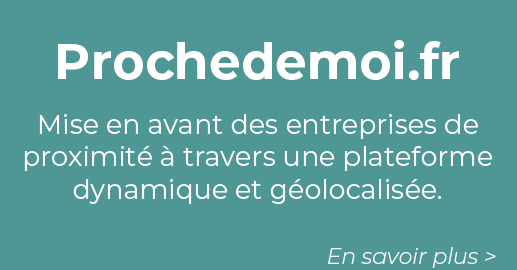 Prochedemoi.fr
Mise en avant des entreprises de
proximité à travers une plateforme
dynamique et géolocalisée.
En savoir plus >